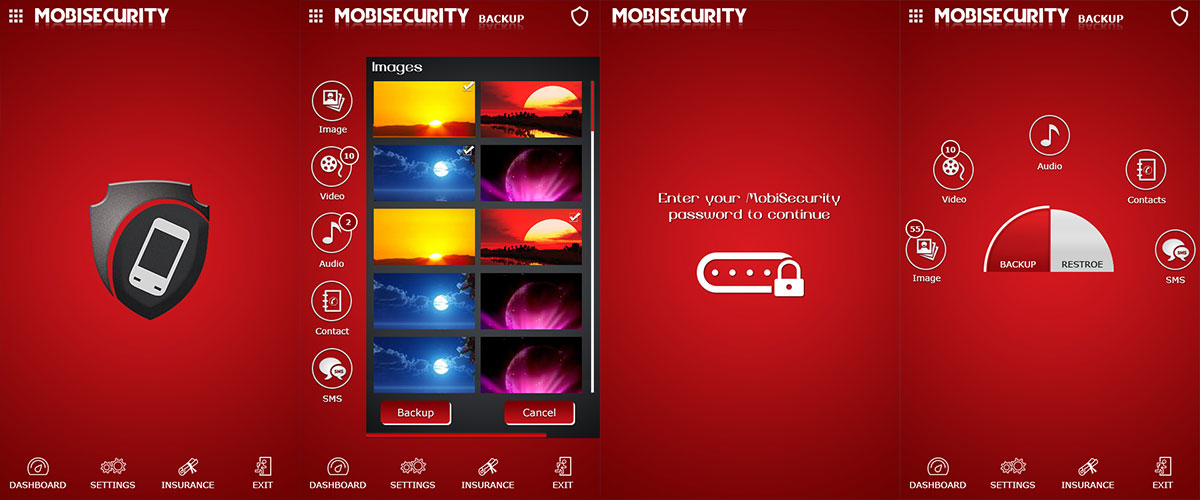 MOBISECURITY
DASHBOARD SETTINGS INSURANCE EXIT
MOBISECURITY BACKUP
Images
Image
10
Video
2
Audio
Contact
SMS
SMS
Backup Cancel
DASHBOARD SETTINGS INSURANCE EXIT
MOBISECURITY
Enter your MobiSecurity
password to continue
MOBISECURITY BACKUP
Audio
10
Video
Contacts
55
Image
SMS
SMS
BACKUP RESTROE
DASHBOARD SETTINGS INSURANCE EXIT